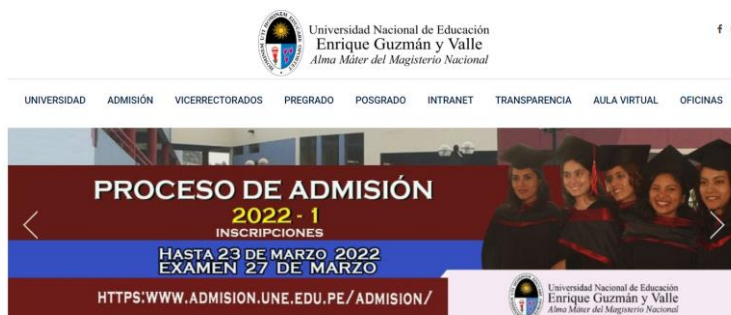 Universidad Nacional de Educación
Enrique Guzmán y Valle
Alma Máter del Magisterio Nacional
f
UNIVERSIDAD ADMISIÓN VICERRECTORADOS PREGRADO POSGRADO INTRANET TRANSPARENCIA AULA VIRTUAL OFICINAS
PROCESO DE ADMISIÓN
2022 - 1
INSCRIPCIONES
HASTA 23 DE MARZO 2022
EXAMEN 27 DE MARZO
HTTPS:WWW.ADMISION.UNE.EDU.PE/ADMISION/
Universidad Nacional de Educación
Enrique Guzmán y Valle
Alma Máter del Magisterio Nacional